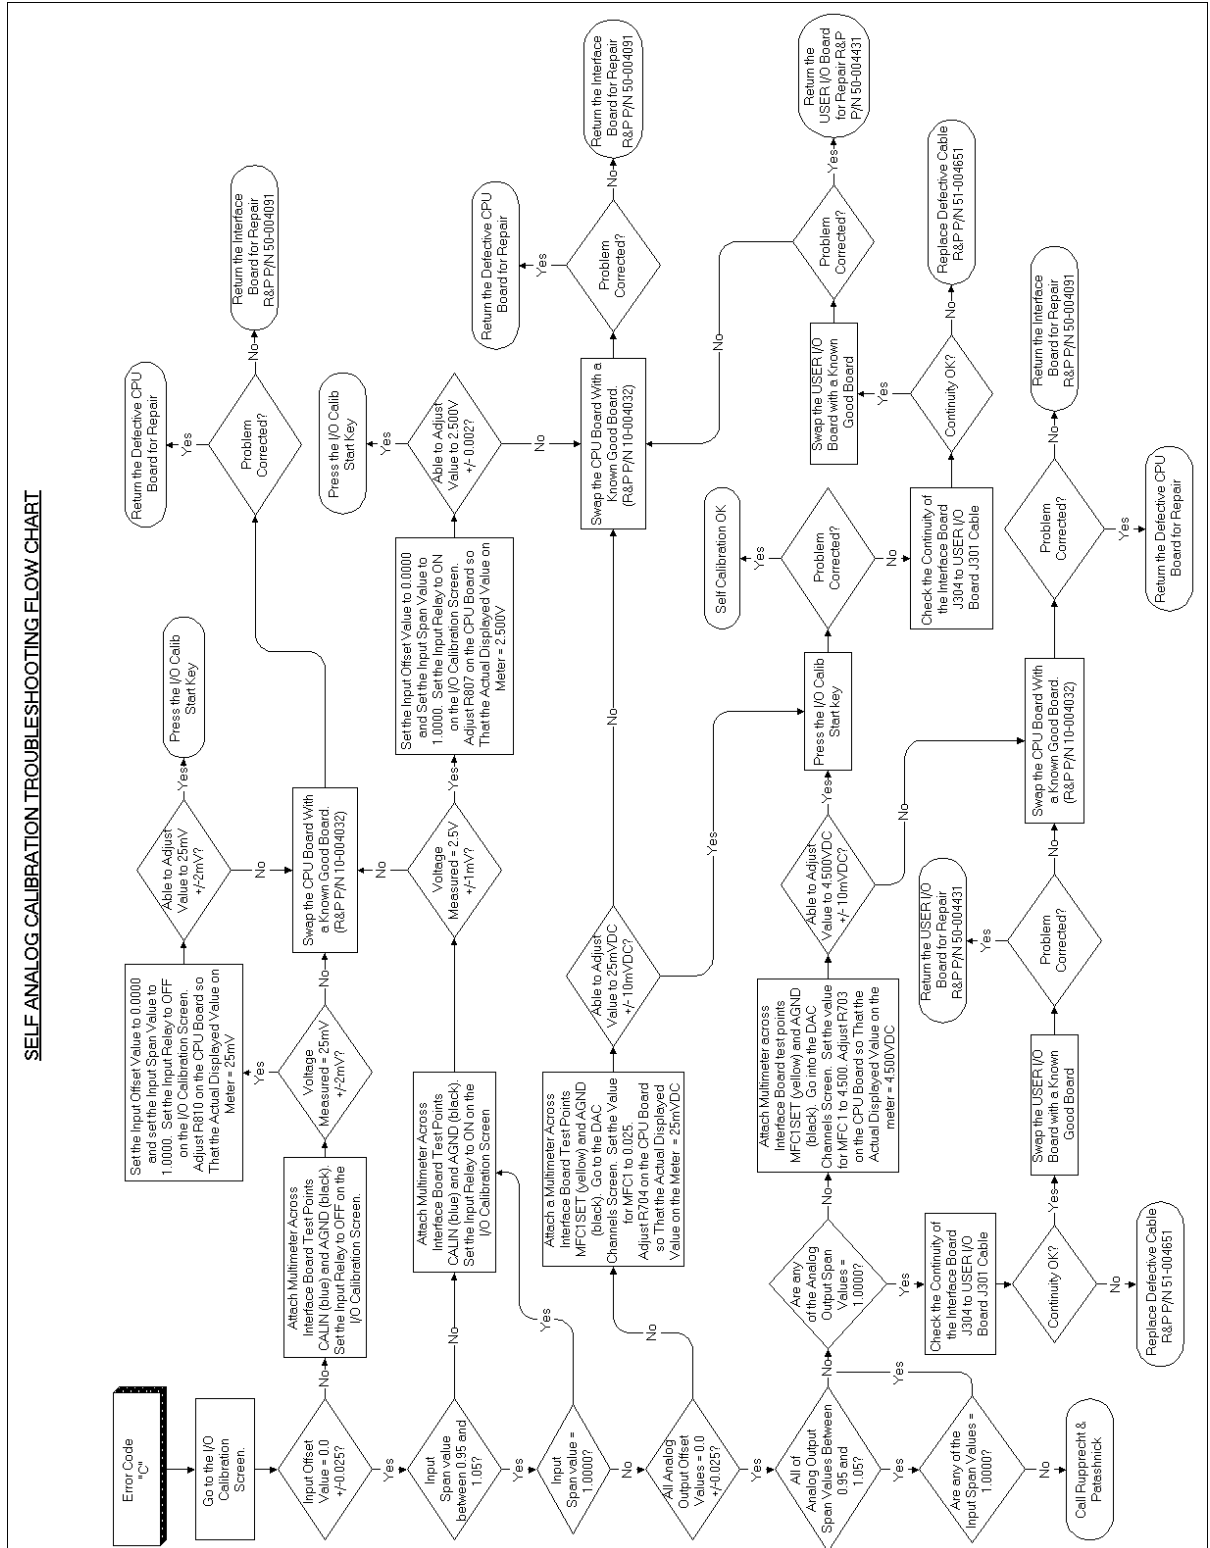 SELF ANALOG CALIBRATION TROUBLESHOOTING FLOW CHART
Error Code
"C"
Go to the I/O
Calibration
Screen.
Input Offset
Value = 0.0
+/-0.025?
No
Attach Multimeter Across
Interface Board Test Points
CALIN (blue) and AGND (black).
Set the Input Relay to OFF on the
I/O Calibration Screen.
Voltage
Measured = 25mV
+/-2mV?
Yes
Set the Input Offset Value to 0.0000
and set the Input Span Value to
1.0000. Set the Input Relay to OFF
on the I/O Calibration Screen.
Adjust R810 on the CPU Board so
That the Actual Displayed Value on
Meter = 25mV
Able to Adjust
Value to 25mV
+/-2mV?
Yes
Press the I/O Calib
Start Key
No
No
Swap the CPU Board With
a Known Good Board.
(R&P P/N 10-004032)
Problem
Corrected?
Yes
Return the Defective CPU
Board for Repair
No
Return the Interface
Board for Repair
R&P P/N 50-004091
Yes
Input
Span value
between 0.95 and
1.05?
No
Attach Multimeter Across
Interface Board Test Points
CALIN (blue) and AGND (black).
Set the Input Relay to ON on the
I/O Calibration Screen
Voltage
Measured = 2.5V
+/-1mV?
No
Yes
Set the Input Offset Value to 0.0000
and Set the Input Span Value to
1.0000. Set the Input Relay to ON
on the I/O Calibration Screen.
Adjust R807 on the CPU Board so
That the Actual Displayed Value on
Meter = 2.500V
Able to Adjust
Value to 2.500V
+/- 0.002?
Yes
Press the I/O Calib
Start Key
No
Swap the CPU Board With a
Known Good Board.
(R&P P/N 10-004032)
Problem
Corrected?
Yes
Return the Defective CPU
Board for Repair
No
Return the Interface
Board for Repair
R&P P/N 50-004091
Yes
Input
Span value =
1.0000?
Yes
No
All Analog
Output Offset
Values = 0.0
+/-0.025?
No
Attach a Multimeter Across
Interface Board Test Points
MFC1SET (yellow) and AGND
(black). Go to the DAC
Channels Screen. Set the Value
for MFC1 to 0.025.
Adjust R704 on the CPU Board
so That the Actual Displayed
Value on the Meter = 25mVDC
Able to Adjust
Value to 25mVDC
+/- 10mVDC?
No
Yes
Yes
All of
Analog Output
Span Values Between
0.95 and
1.05?
No
Are any
of the Analog
Output Span
Values =
1.0000?
No
Attach Multimeter across
Interface Board test points
MFC1SET (yellow) and AGND
(black). Go into the DAC
Channels Screen. Set the value
for MFC 1 to 4.500. Adjust R703
on the CPU Board so That the
Actual Displayed Value on the
meter = 4.500VDC
Able to Adjust
Value to 4.500VDC
+/- 10mVDC?
Yes
Press the I/O Calib
Start Key
Problem
Corrected?
Yes
Self Calibration OK
No
Check the Continuity of
the Interface Board
J304 to USER I/O
Board J301 Cable
Continuity OK?
No
Replace Defective Cable
R&P P/N 51-004651
Yes
Swap the USER I/O
Board with a Known
Good Board
Problem
Corrected?
Yes
Return the
USER I/O Board
for Repair R&P
P/N 50-004431
No
No
Yes
Are any of the
Input Span Values =
1.0000?
Yes
No
Call Rupprecht &
Patashnick
Yes
Check the Continuity of
the Interface Board
J304 to USER I/O
Board J301 Cable
Continuity OK?
No
Replace Defective Cable
R&P P/N 51-004651
Yes
Swap the USER I/O
Board with a Known
Good Board
Problem
Corrected?
Yes
Return the USER I/O
Board for Repair
R&P P/N 50-004431
No
Swap the CPU Board With
a Known Good Board.
(R&P P/N 10-004032)
Problem
Corrected?
No
Return the Interface
Board for Repair
R&P P/N 50-004091
Yes
Return the Defective CPU
Board for Repair